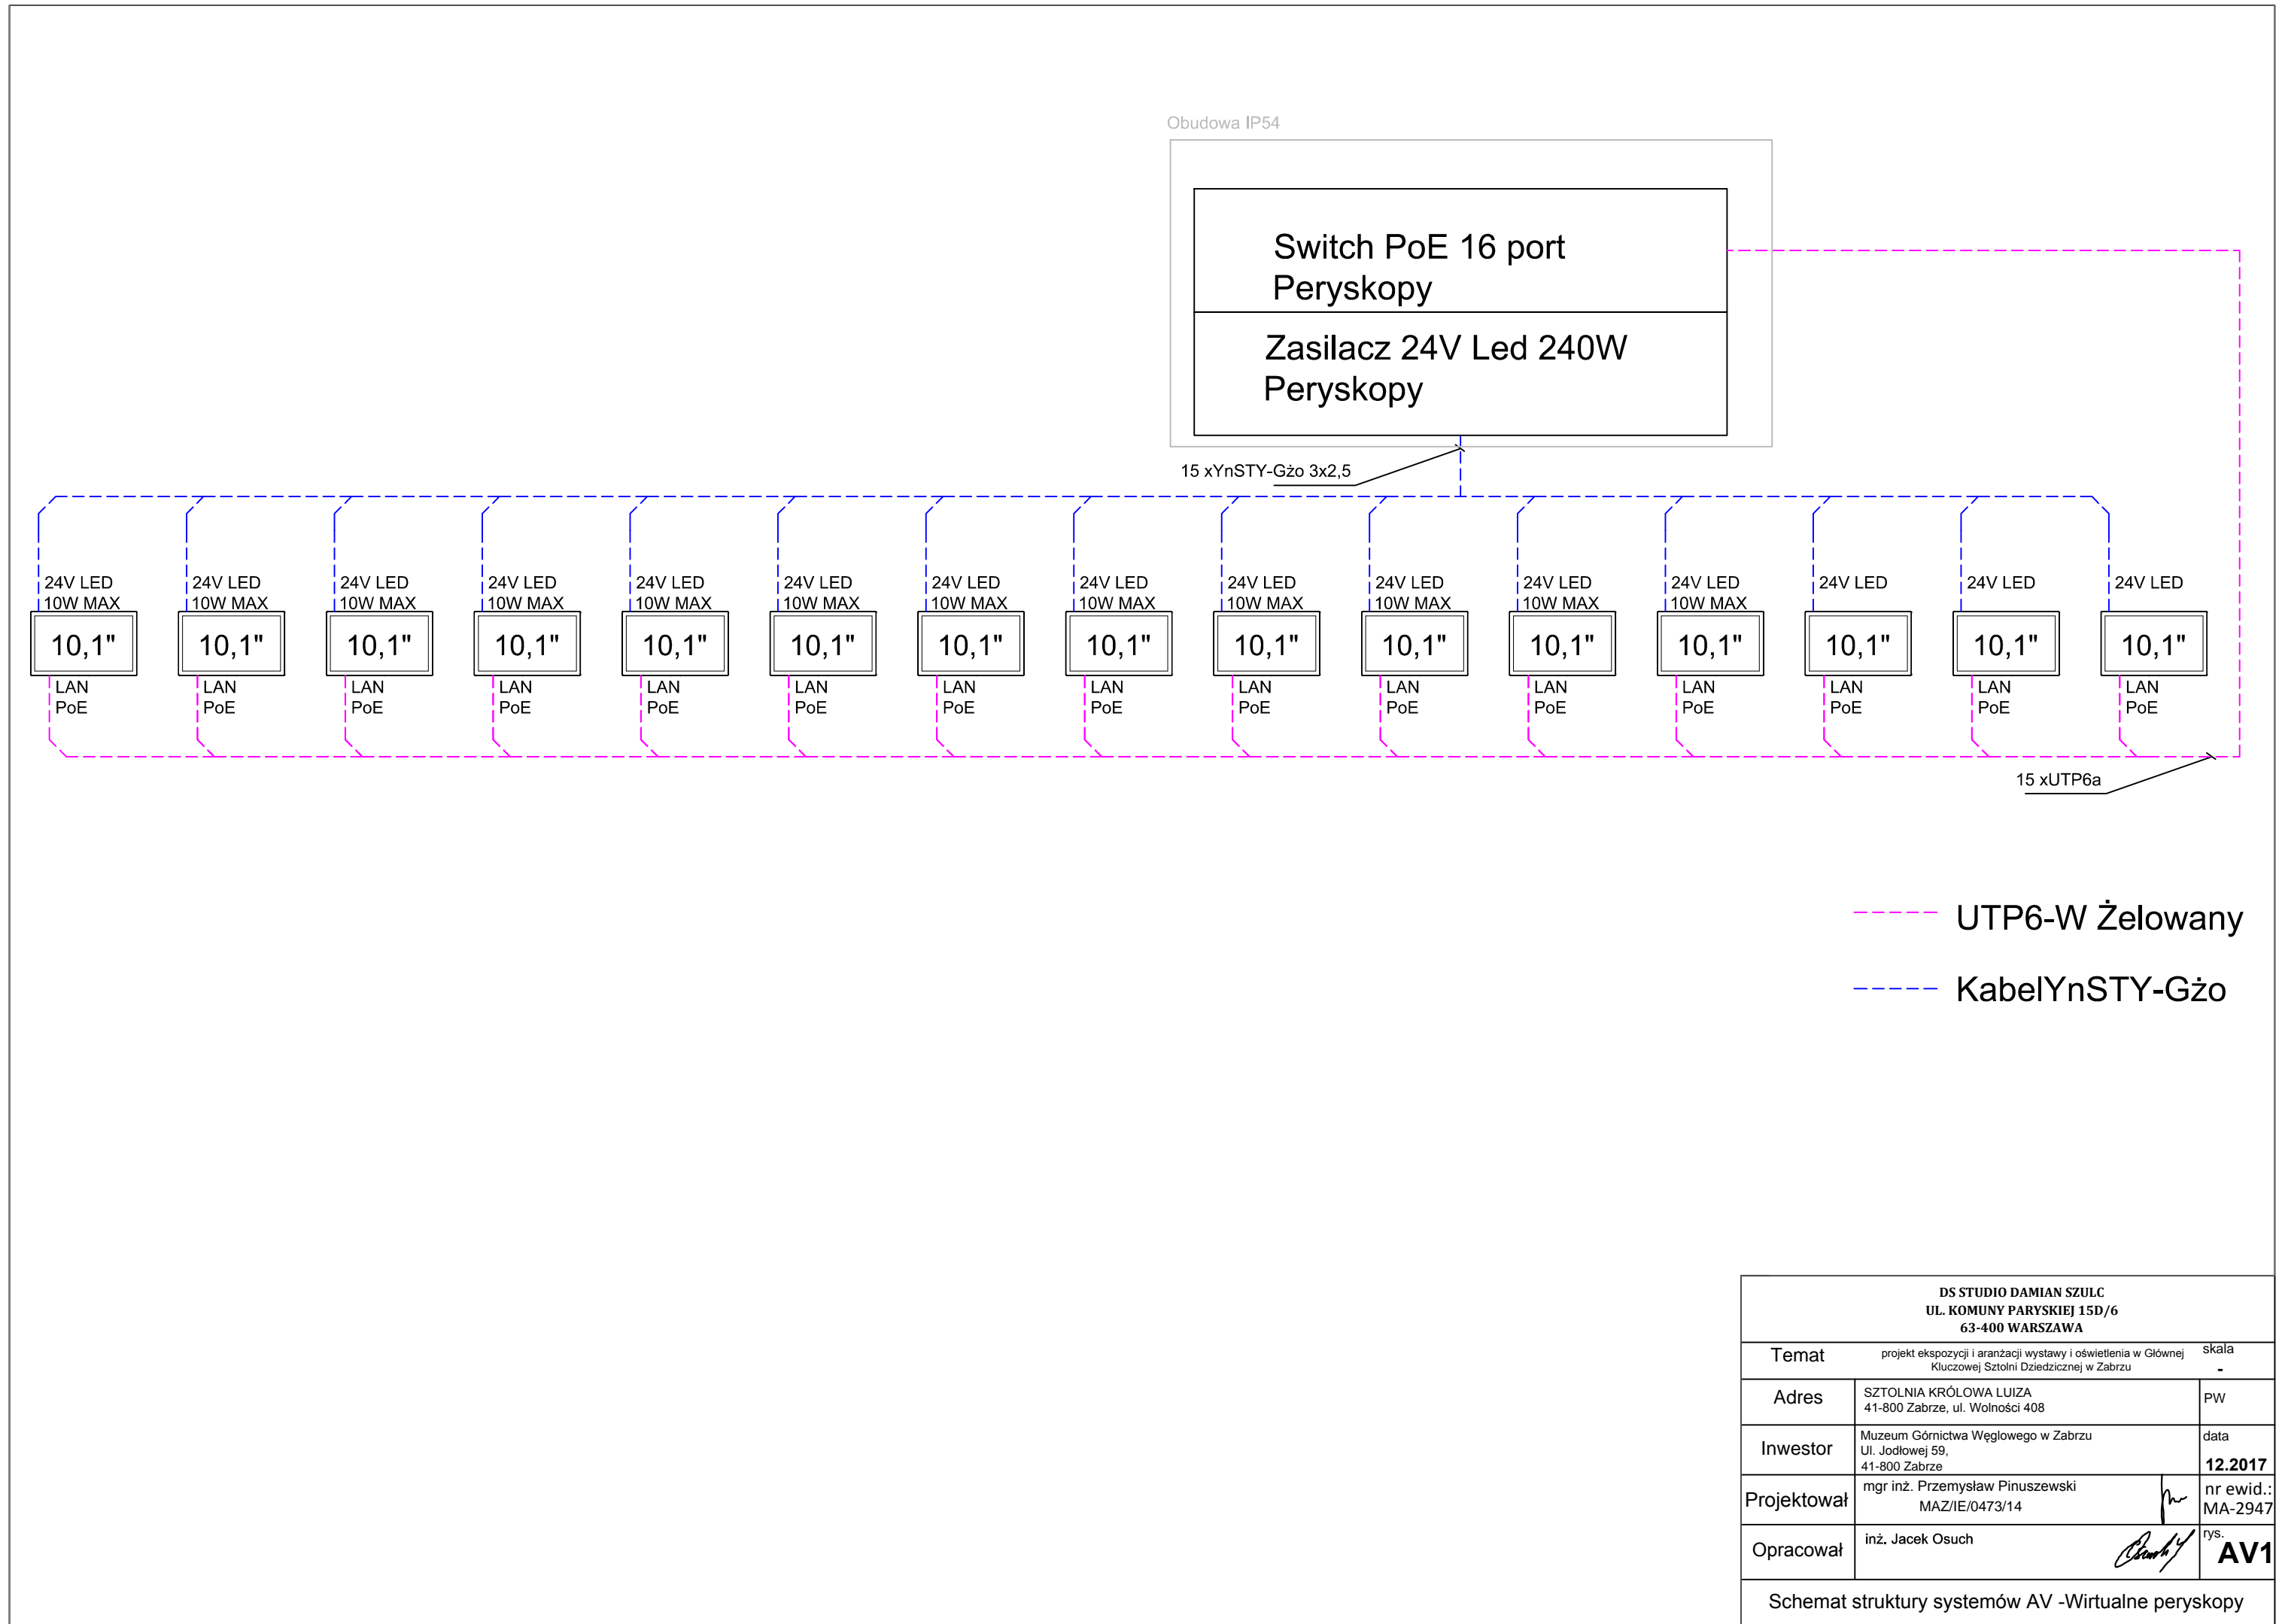 Obudowa IP54
Switch PoE 16 port
Peryskopy
Zasilacz 24V Led 240W
Peryskopy
15 xYnSTY-Gżo 3x2,5
24V LED 24V LED 24V LED 24V LED 24V LED 24V LED 24V LED 24V LED 24V LED 24V LED 24V LED 24V LED 24V LED 24V LED 24V LED
10W MAX 10W MAX 10W MAX 10W MAX 10W MAX 10W MAX 10W MAX 10W MAX 10W MAX 10W MAX 10W MAX 10W MAX
10,1" 10,1" 10,1" 10,1" 10,1" 10,1" 10,1" 10,1" 10,1" 10,1" 10,1" 10,1" 10,1" 10,1" 10,1"
LAN LAN LAN LAN LAN LAN LAN LAN LAN LAN LAN LAN LAN LAN LAN
PoE PoE PoE PoE PoE PoE PoE PoE PoE PoE PoE PoE PoE PoE PoE
15 xUTP6a
UTP6-W Żelowany
KabelYnSTY-Gżo
DS STUDIO DAMIAN SZULC
UL. KOMUNY PARYSKIEJ 15D/6
63-400 WARSZAWA
Temat
projekt ekspozycji i aranżacji wystawy i oświetlenia w Głównej
Kluczowej Sztolni Dziedzicznej w Zabrzu
skala
-
Adres
SZTOLNIA KRÓLOWA LUIZA
41-800 Zabrze, ul. Wolności 408
PW
Inwestor
Muzeum Górnictwa Węglowego w Zabrzu
Ul. Jodłowej 59,
41-800 Zabrze
data
12.2017
Projektował
mgr inż. Przemysław Pinuszewski
MAZ/IE/0473/14
nr ewid.:
MA-2947
Opracował
inż. Jacek Osuch
rys.
AV1
Schemat struktury systemów AV -Wirtualne peryskopy